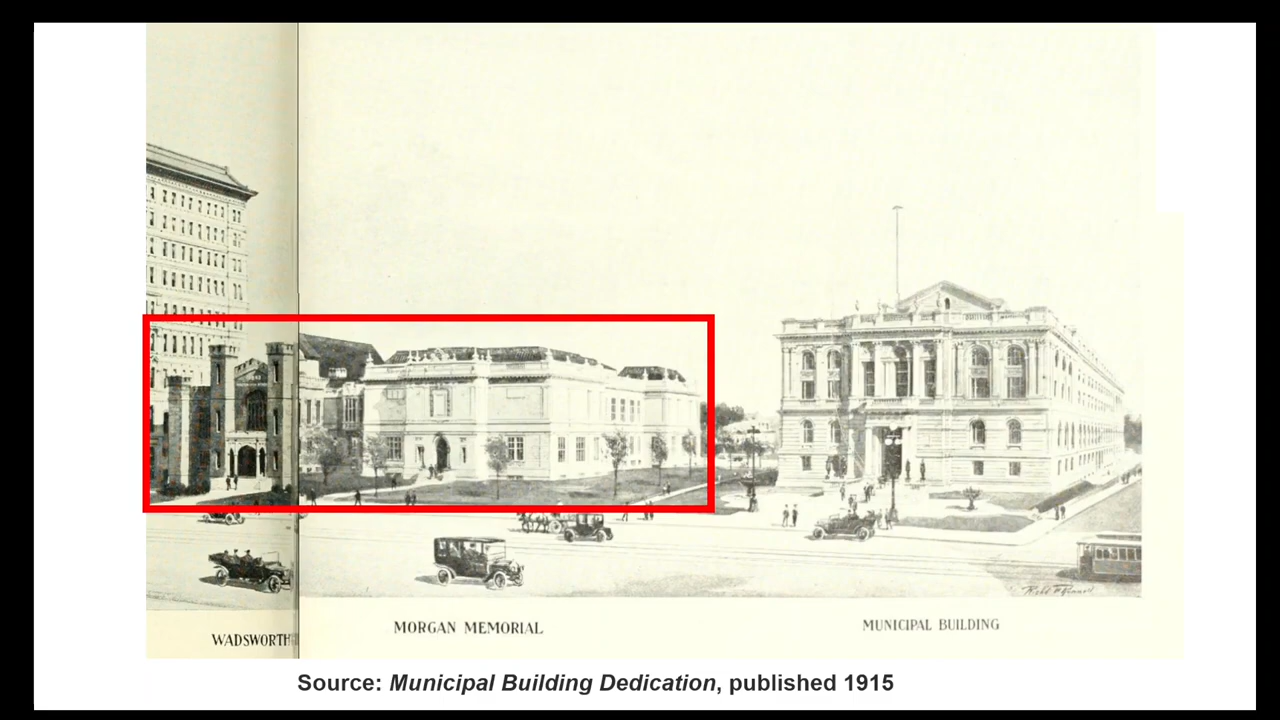 WADSWORTH
MORGAN MEMORIAL
MUNICIPAL BUILDING
Source: Municipal Building Dedication, published 1915